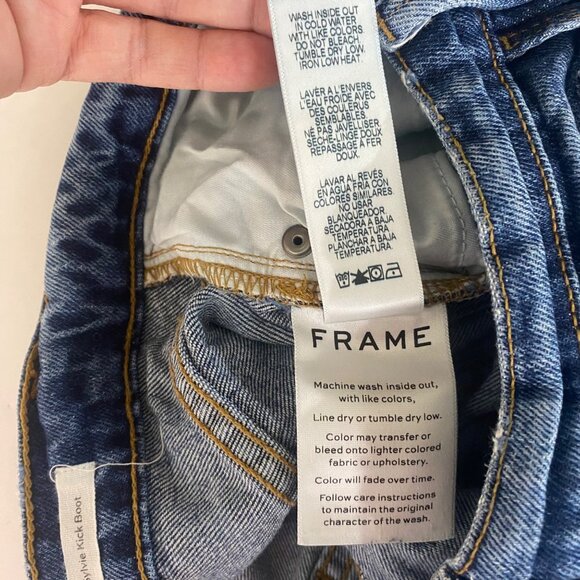 WASH INSIDE OUT
IN COLD WATER
WITH LIKE COLORS
DO NOT BLEACH.
TUMBLE DRY LOW.
IRON LOW HEAT.
LAVER A L'ENVERS
L'EAU FROIDE AVEC
DES COULERUS
SEMBLABLES
NE PAS JAVELLISER
SÈCHE-LINGE DOUX
REPASSAGE A FER
DOUX.
LAVAR AL REVÉS
EN AGUA FRIA CON
COLORES SIMILARES
NO USAR
BLANQUEADOR
SECADORA A BAJA
TEMPERATURA
PLANCHAR A BAJA
TEMPERATURA.
FRAME
Machine wash inside out,
with like colors,
Line dry or tumble dry low.
Color may transfer or
bleed onto lighter colored
fabric or upholstery.
Color will fade over time.
Follow care instructions
to maintain the original
character of the wash.
Sylvie Kick Boot